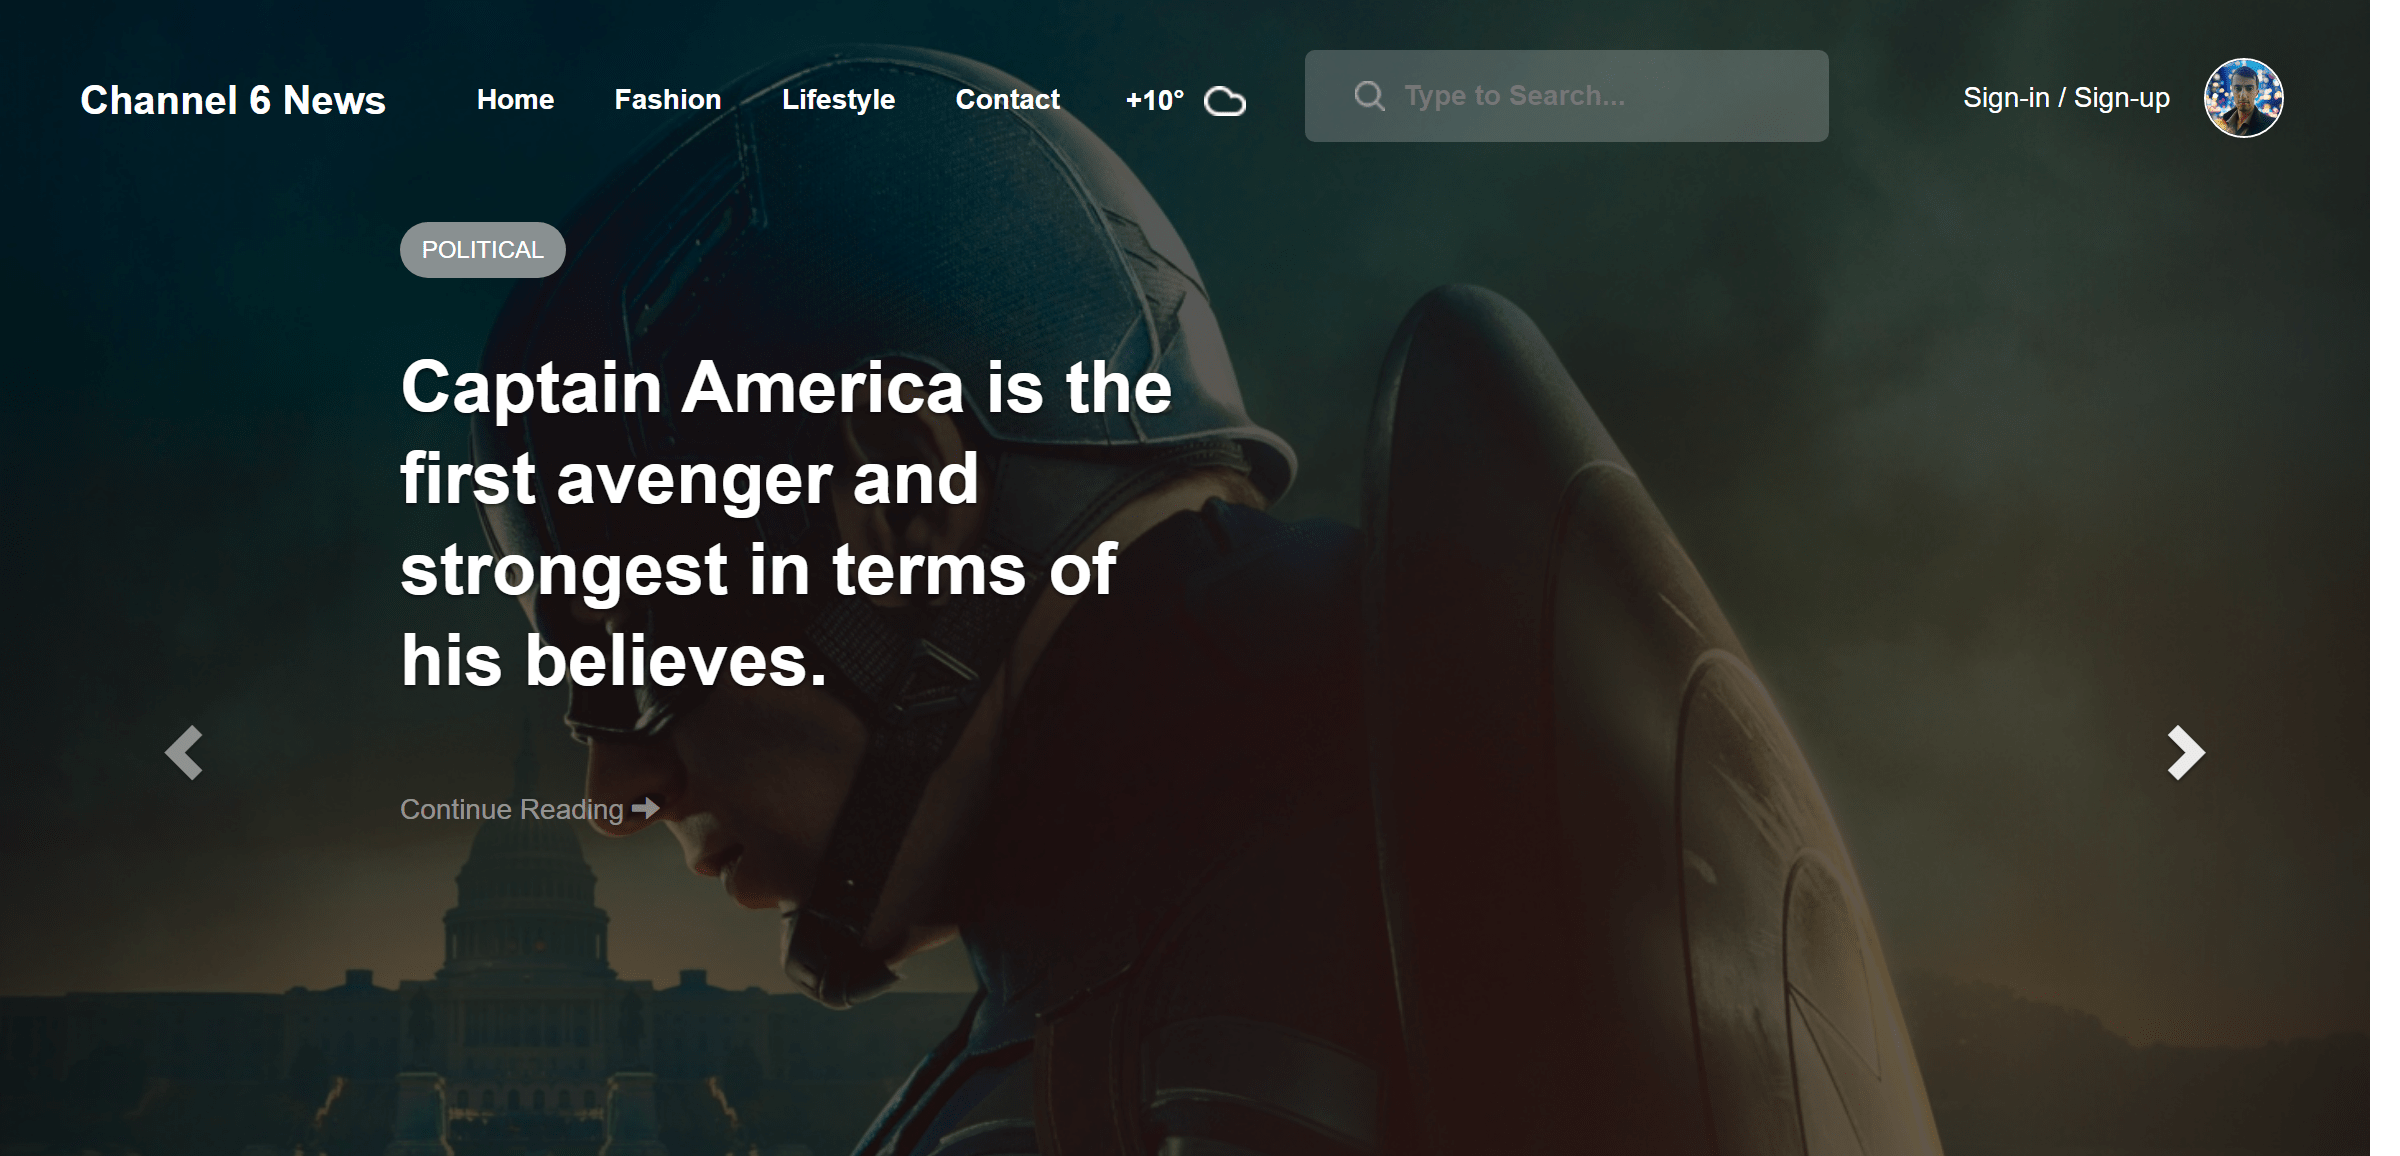 Channel 6 News
Home Fashion Lifestyle Contact +10° Type to Search... Sign-in / Sign-up
POLITICAL
Captain America is the
first avenger and
strongest in terms of
his believes.
Continue Reading